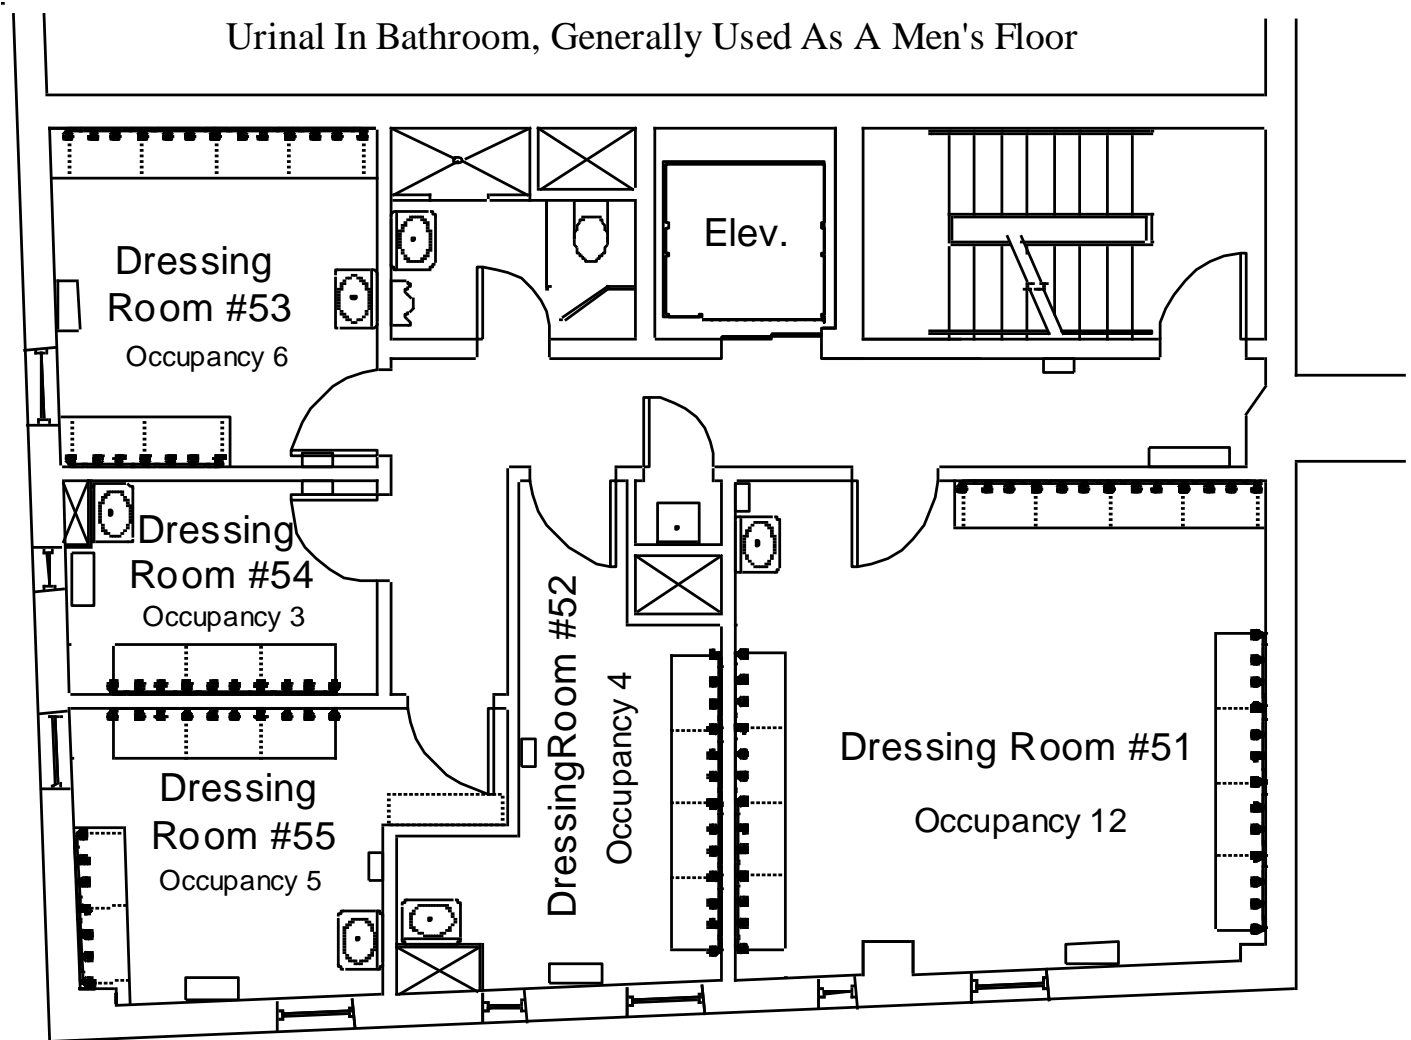 Urinal In Bathroom, Generally Used As A Men's Floor
Elev.
Dressing
Room #53
Occupancy 6
Dressing
Room #54
Occupancy 3
DressingRoom #52
Occupancy 4
Dressing Room #51
Occupancy 12
Dressing
Room #55
Occupancy 5